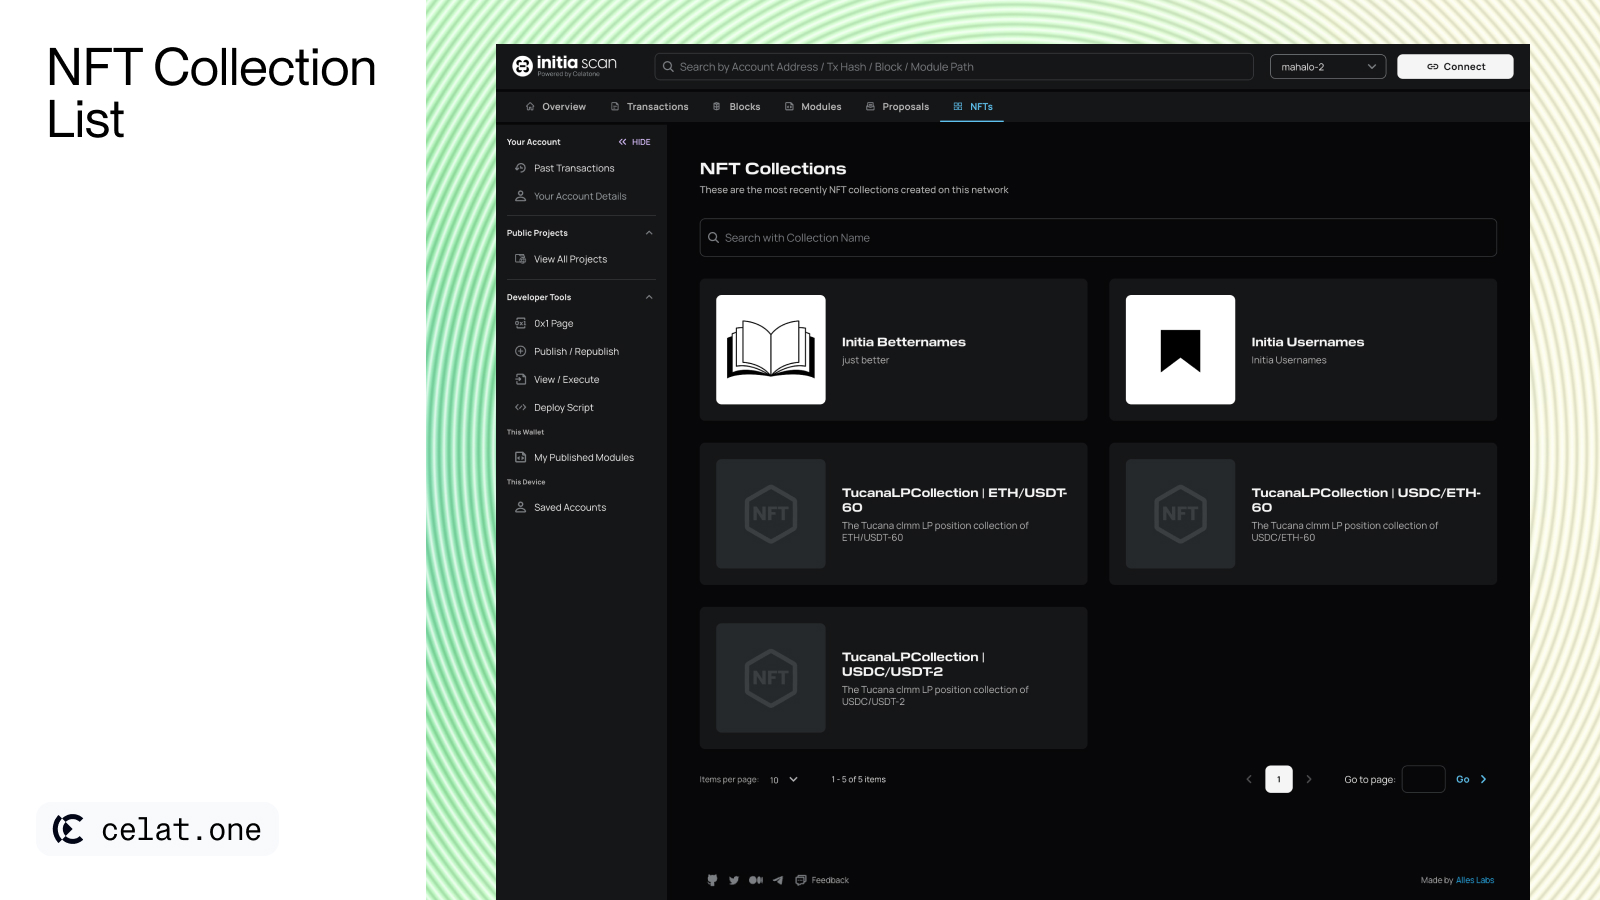 NFT Collection
List
celat.one
initia scan
Powered by Celatone
Search by Account Address / Tx Hash / Block / Module Path
mahalo-2
Connect
Overview
Transactions
Blocks
Modules
Proposals
NFTs
Your Account
HIDE
Past Transactions
Your Account Details
Public Projects
View All Projects
Developer Tools
0x1
0x1 Page
Publish / Republish
View / Execute
Deploy Script
This Wallet
My Published Modules
This Device
Saved Accounts
NFT Collections
These are the most recently NFT collections created on this network
Search with Collection Name
Initia Betternames
just better
Initia Usernames
Initia Usernames
NFT
TucanaLPCollection | ETH/USDT-
60
The Tucana clmm LP position collection of
ETH/USDT-60
NFT
TucanaLPCollection | USDC/ETH-
60
The Tucana clmm LP position collection of
USDC/ETH-60
NFT
TucanaLPCollection |
USDC/USDT-2
The Tucana clmm LP position collection of
USDC/USDT-2
Items per page: 10
1 - 5 of 5 items
1
Go to page:
Go
Feedback
Made by Alles Labs